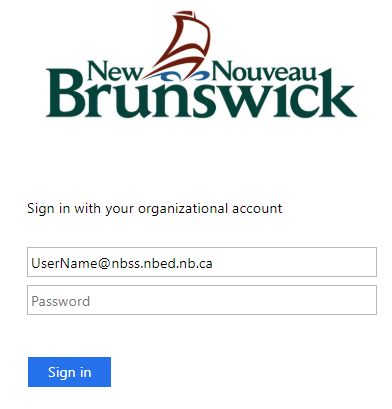 New Nouveau
Brunswick
Sign in with your organizational account
UserName@nbss.nbed.nb.ca
Password
Sign in